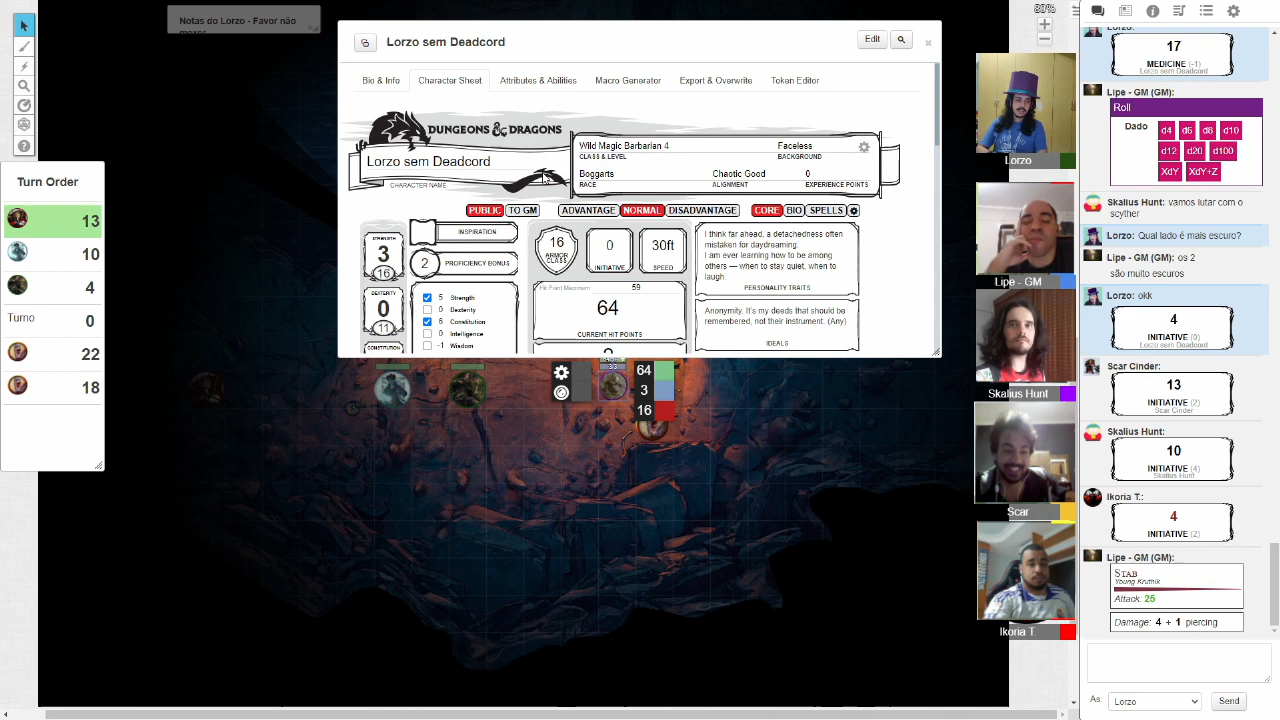 Notas do Lorzo - Favor não
mexer
Turn Order
13
10
4
Turno 0
22
18
Lorzo sem Deadcord
Edit
Bio & Info
Character Sheet
Attributes & Abilities
Macro Generator
Export & Overwrite
Token Editor
DUNGEONS & DRAGONS
Lorzo sem Deadcord
CHARACTER NAME
Wild Magic Barbarian 4
Faceless
CLASS & LEVEL
BACKGROUND
Boggarts
Chaotic Good
0
RACE
ALIGNMENT
EXPERIENCE POINTS
PUBLIC TO GM
ADVANTAGE NORMAL DISADVANTAGE
CORE BIO SPELLS
STRENGTH
3
16
DEXTERITY
0
11
CONSTITUTION
INSPIRATION
2 PROFICIENCY BONUS
5 Strength
0 Dexterity
6 Constitution
0 Intelligence
-1 Wisdom
16
ARMOR
CLASS
0
INITIATIVE
30ft
SPEED
Hit Point Maximum 59
64
CURRENT HIT POINTS
I think far ahead, a detachedness often
mistaken for daydreaming.
I am ever learning how to be among
others — when to stay quiet, when to
laugh.
PERSONALITY TRAITS
Anonymity. It's my deeds that should be
remembered, not their instrument. (Any)
IDEALS
64
3
16
80%
Lorzo
Lipe - GM
Skalius Hunt
Scar
Ikoria T.
Lorzo:
17
MEDICINE (-1)
Lorzo sem Deadcord
Lipe - GM (GM):
Roll
Dado d4 d6 d8 d10
d12 d20 d100
XdY XdY+Z
Skalius Hunt: vamos lutar com o
scyther
Lorzo: Qual lado é mais escuro?
Lipe - GM (GM): os 2
são muito escuros
Lorzo: okk
4
INITIATIVE (0)
Lorzo sem Deadcord
Scar Cinder:
13
INITIATIVE (2)
Scar Cinder
Skalius Hunt:
10
INITIATIVE (4)
Skalius Hunt
Ikoria T.:
4
INITIATIVE (2)
Lipe - GM (GM):
STAB
Young Kruthik
Attack: 25
Damage: 4 + 1 piercing
As: Lorzo
Send